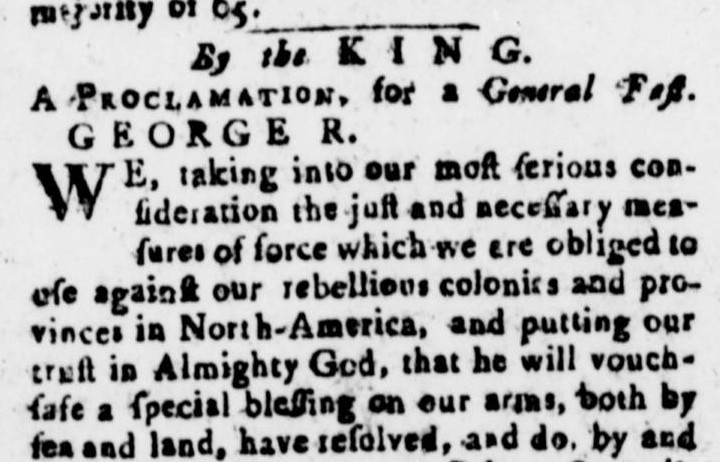 majority of 65.
By the KING.
A PROCLAMATION, for a General Faſt.
GEORGE R.
WE, taking into our moſt ſerious con-
ſideration the juſt and neceſſary mea-
ſures of force which we are obliged to
uſe againſt our rebellious colonies and pro-
vinces in North-America, and putting our
truſt in Almighty God, that he will vouch-
ſafe a ſpecial bleſſing on our arms, both by
ſea and land, have reſolved, and do, by and